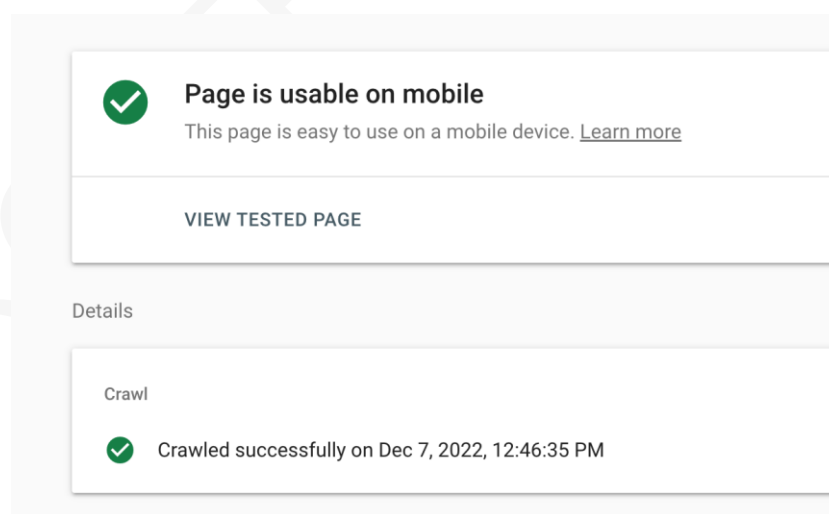 Page is usable on mobile
This page is easy to use on a mobile device. Learn more
VIEW TESTED PAGE
Details
Crawl
Crawled successfully on Dec 7, 2022, 12:46:35 PM